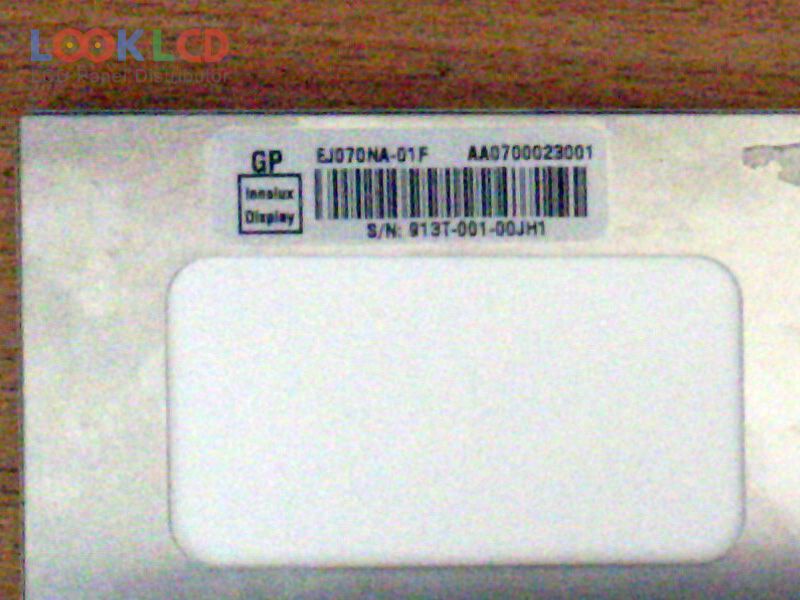 LOOKLCD
LCD Panel Distributor
GP
EJ070NA-01F AA0700023001
Innolux
Display
S/N: 913T-001-00JH1